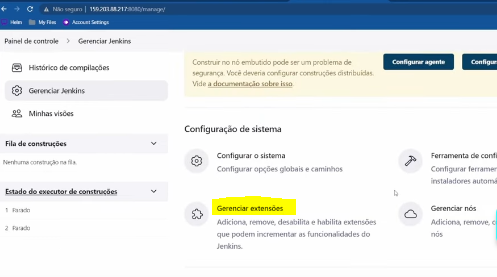 Não seguro | 159.203.88.217:8080/manage/
Helm My Files Account Settings
Painel de controle > Gerenciar Jenkins
Histórico de compilações
Gerenciar Jenkins
Minhas visões
Fila de construções
Nenhuma construção na fila.
Estado do executor de construções
1 Parado
2 Parado
Construir no nó embutido pode ser um problema de
segurança. Você deveria configurar construções distribuídas.
Vide a documentação sobre isso.
Configurar agente
Configurar
Configuração de sistema
Configurar o sistema
Configurar opções globais e caminhos
Ferramenta de confi
Configurar ferramen
instaladores automá
Gerenciar extensões
Adiciona, remove, desabilita e habilita extensões
que podem incrementar as funcionalidades do
Jenkins.
Gerenciar nós
Adiciona, remove, c
nós